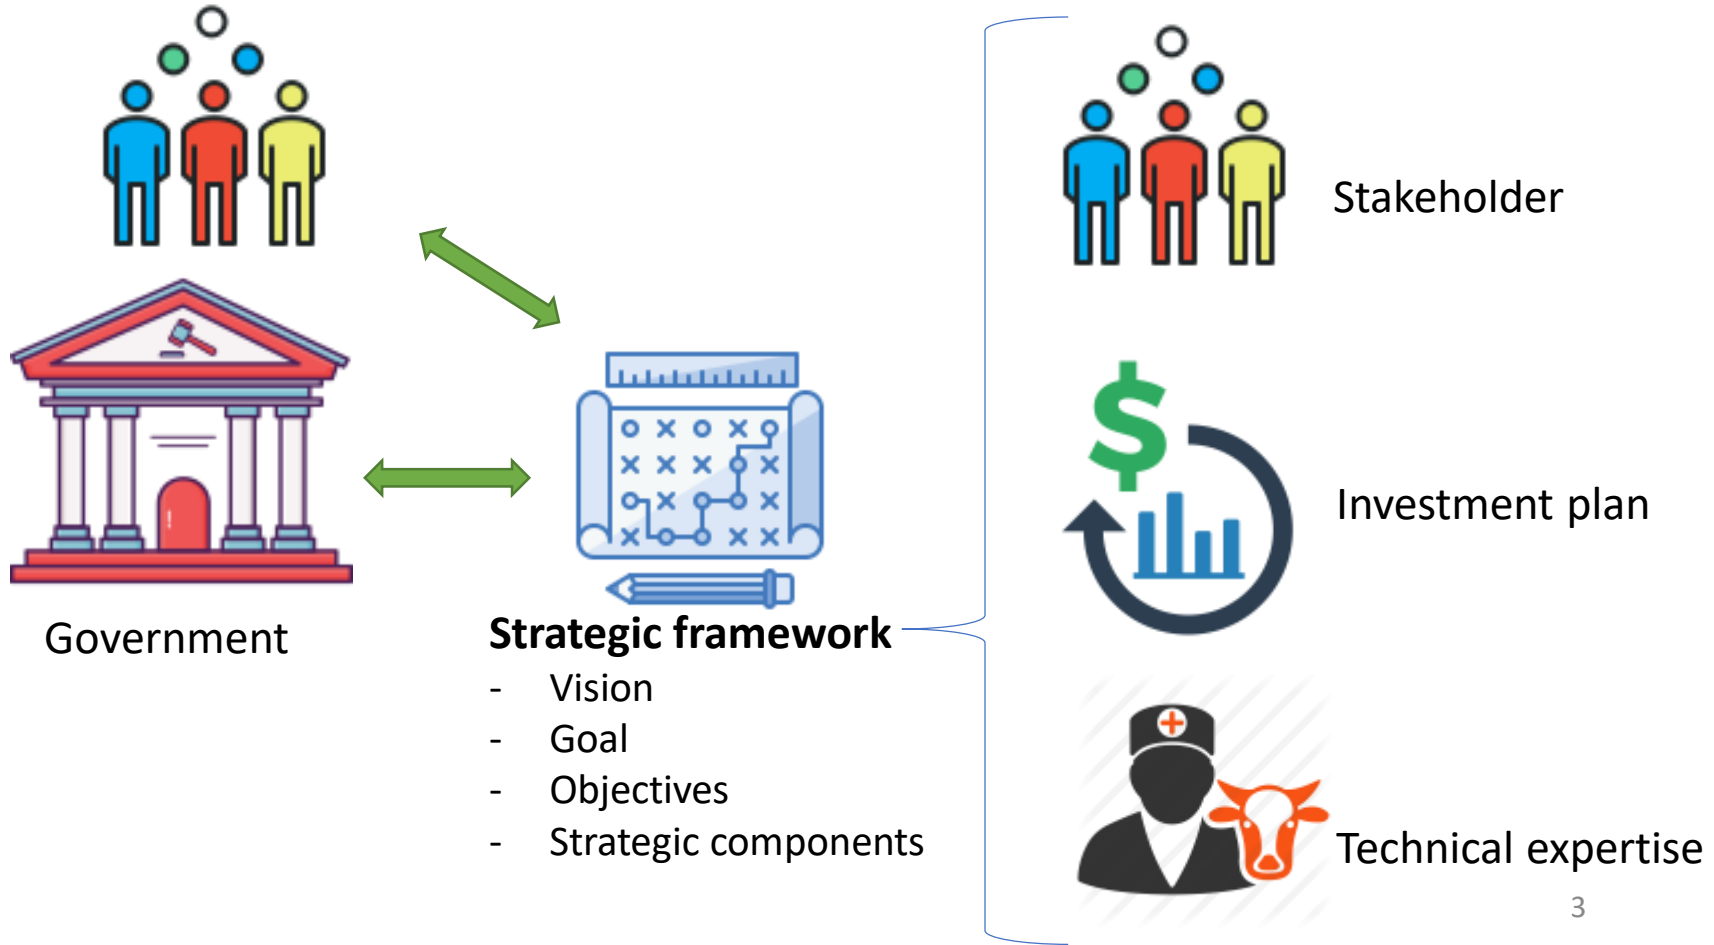 Government
Strategic framework
- Vision
- Goal
- Objectives
- Strategic components
Stakeholder
$
Investment plan
Technical expertise
3